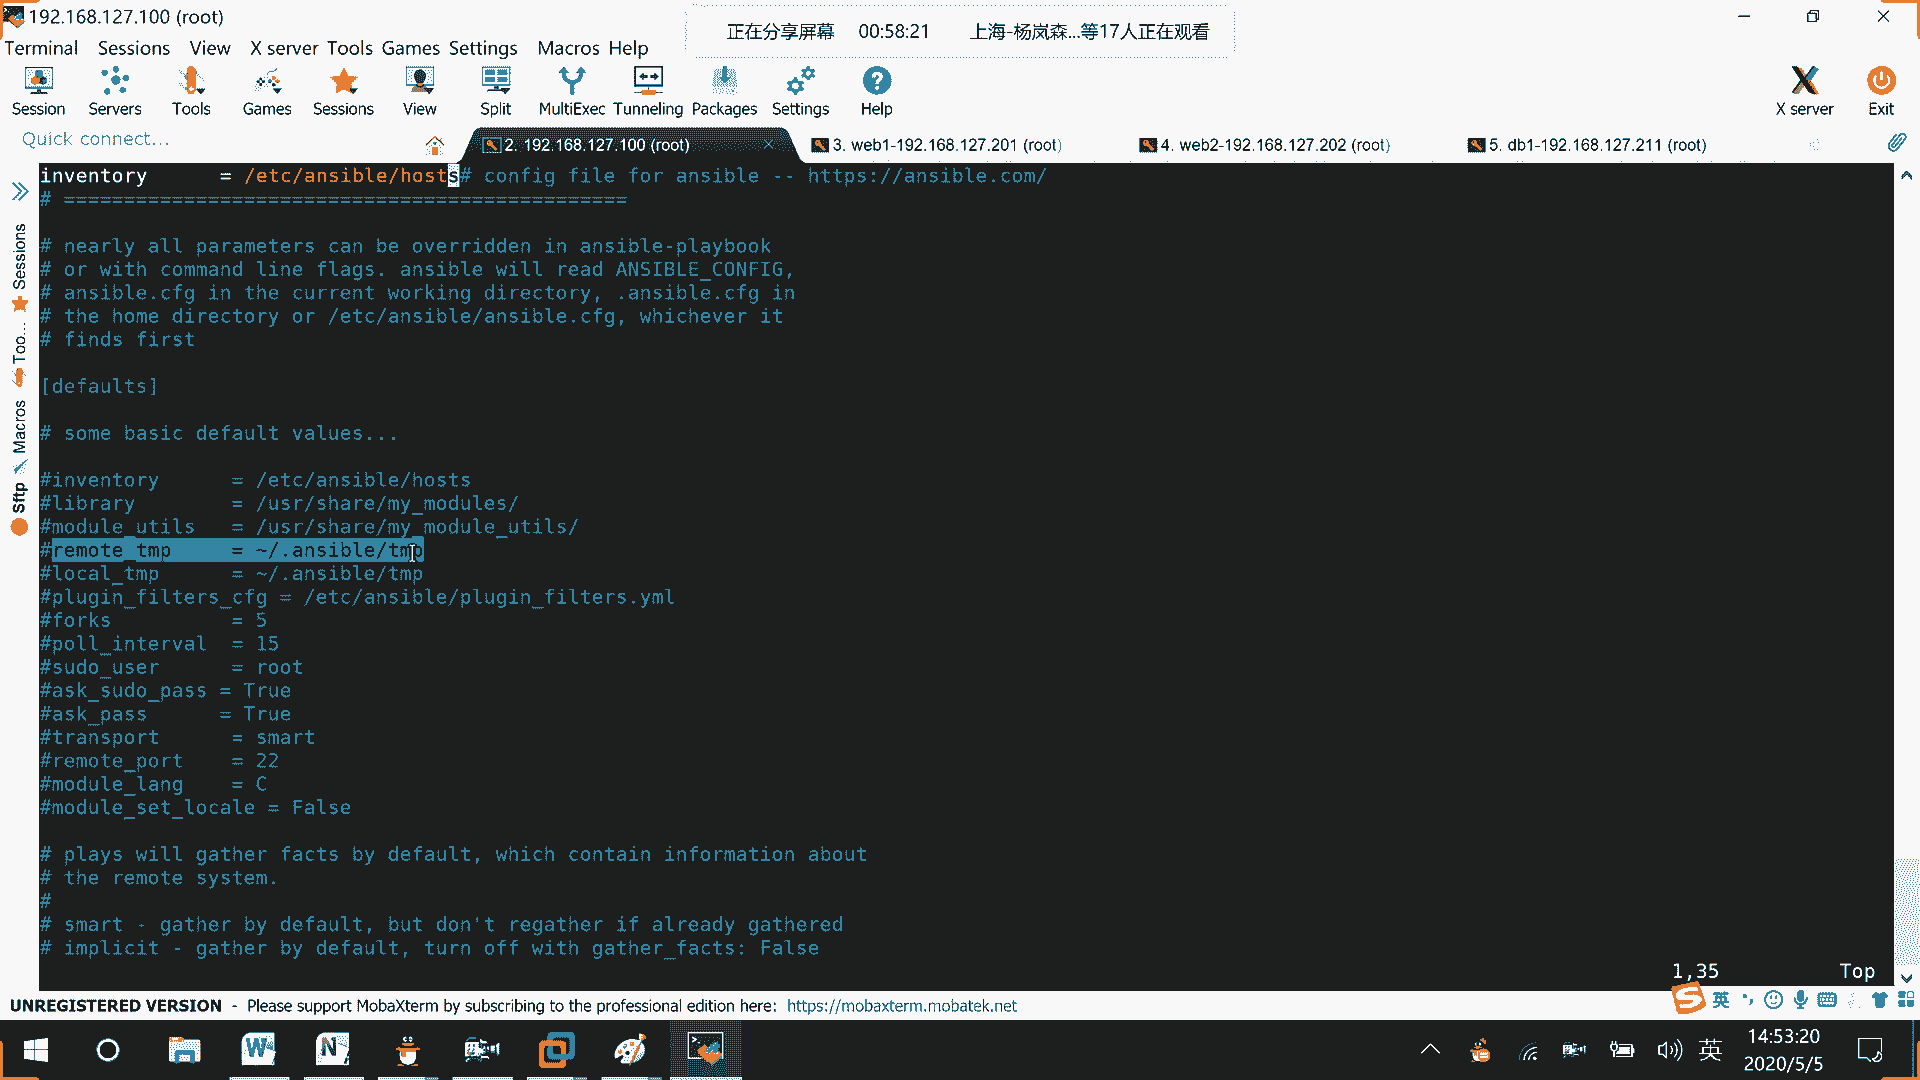 192.168.127.100 (root)
正在分享屏幕 00:58:21 上海-杨岚森...等17人正在观看
Terminal Sessions View X server Tools Games Settings Macros Help
Session Servers Tools Games Sessions View Split MultiExec Tunneling Packages Settings Help X server Exit
Quick connect...
2. 192.168.127.100 (root)
3. web1-192.168.127.201 (root)
4. web2-192.168.127.202 (root)
5. db1-192.168.127.211 (root)
Sessions
Too...
Macros
Sftp
inventory = /etc/ansible/hosts# config file for ansible -- https://ansible.com/
# ===============================================
# nearly all parameters can be overridden in ansible-playbook
# or with command line flags. ansible will read ANSIBLE_CONFIG,
# ansible.cfg in the current working directory, .ansible.cfg in
# the home directory or /etc/ansible/ansible.cfg, whichever it
# finds first
[defaults]
# some basic default values...
#inventory = /etc/ansible/hosts
#library = /usr/share/my_modules/
#module_utils = /usr/share/my_module_utils/
#remote_tmp = ~/.ansible/tmp
#local_tmp = ~/.ansible/tmp
#plugin_filters_cfg = /etc/ansible/plugin_filters.yml
#forks = 5
#poll_interval = 15
#sudo_user = root
#ask_sudo_pass = True
#ask_pass = True
#transport = smart
#remote_port = 22
#module_lang = C
#module_set_locale = False
# plays will gather facts by default, which contain information about
# the remote system.
#
# smart - gather by default, but don't regather if already gathered
# implicit - gather by default, turn off with gather_facts: False
1,35 Top
UNREGISTERED VERSION - Please support MobaXterm by subscribing to the professional edition here: https://mobaxterm.mobatek.net
英
英
14:53:20
2020/5/5